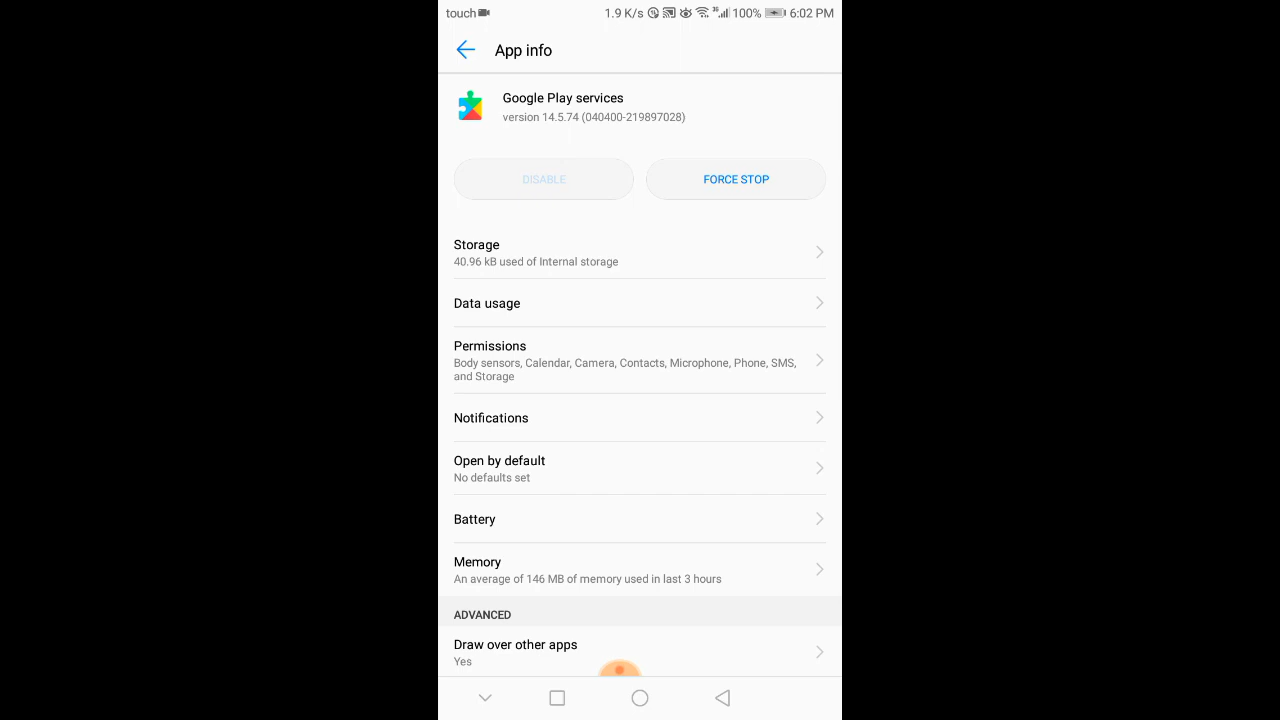 touch 1.9 K/s 3G 100% 6:02 PM
App info
Google Play services
version 14.5.74 (040400-219897028)
DISABLE FORCE STOP
Storage
40.96 kB used of Internal storage
Data usage
Permissions
Body sensors, Calendar, Camera, Contacts, Microphone, Phone, SMS,
and Storage
Notifications
Open by default
No defaults set
Battery
Memory
An average of 146 MB of memory used in last 3 hours
ADVANCED
Draw over other apps
Yes